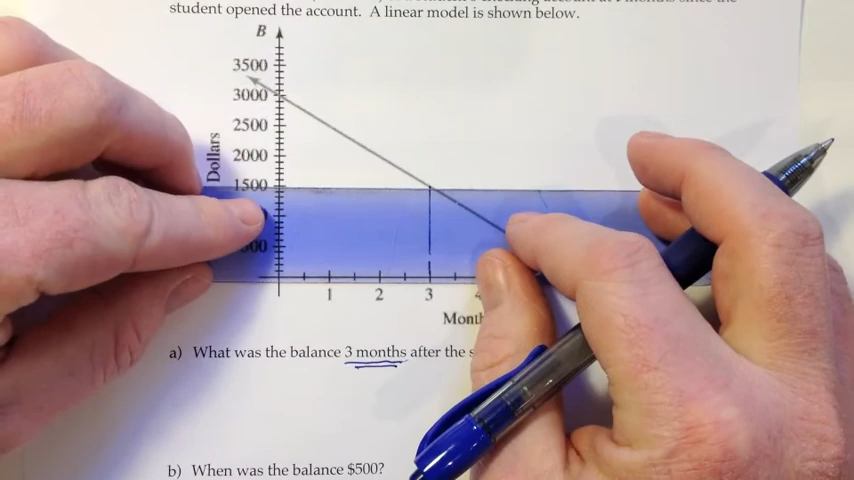 student opened the account. A linear model is shown below.
B
3500
3000
2500
2000
1500
Dollars
1 2 3
a) What was the balance 3 months after the
b) When was the balance $500?